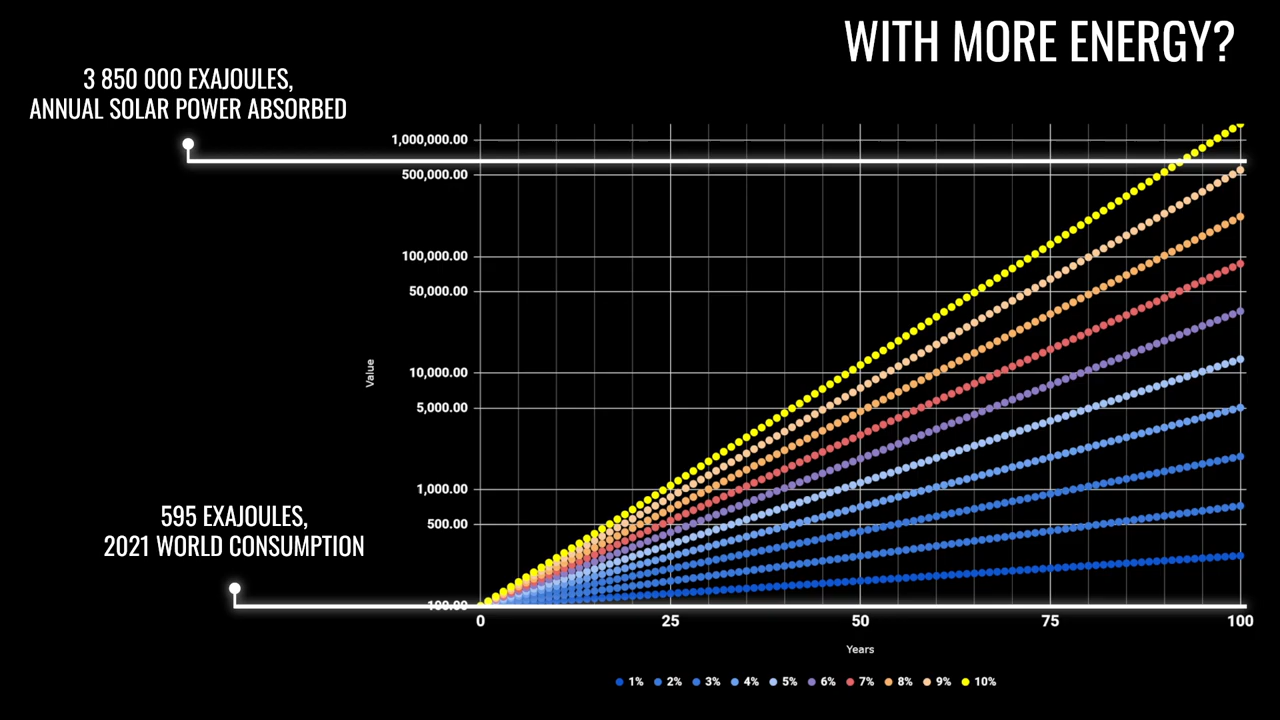 WITH MORE ENERGY?
3 850 000 EXAJOULES,
ANNUAL SOLAR POWER ABSORBED
1,000,000.00
500,000.00
100,000.00
50,000.00
Value
10,000.00
5,000.00
1,000.00
500.00
595 EXAJOULES,
2021 WORLD CONSUMPTION
100.00
0 25 50 75 100
Years
1% 2% 3% 4% 5% 6% 7% 8% 9% 10%